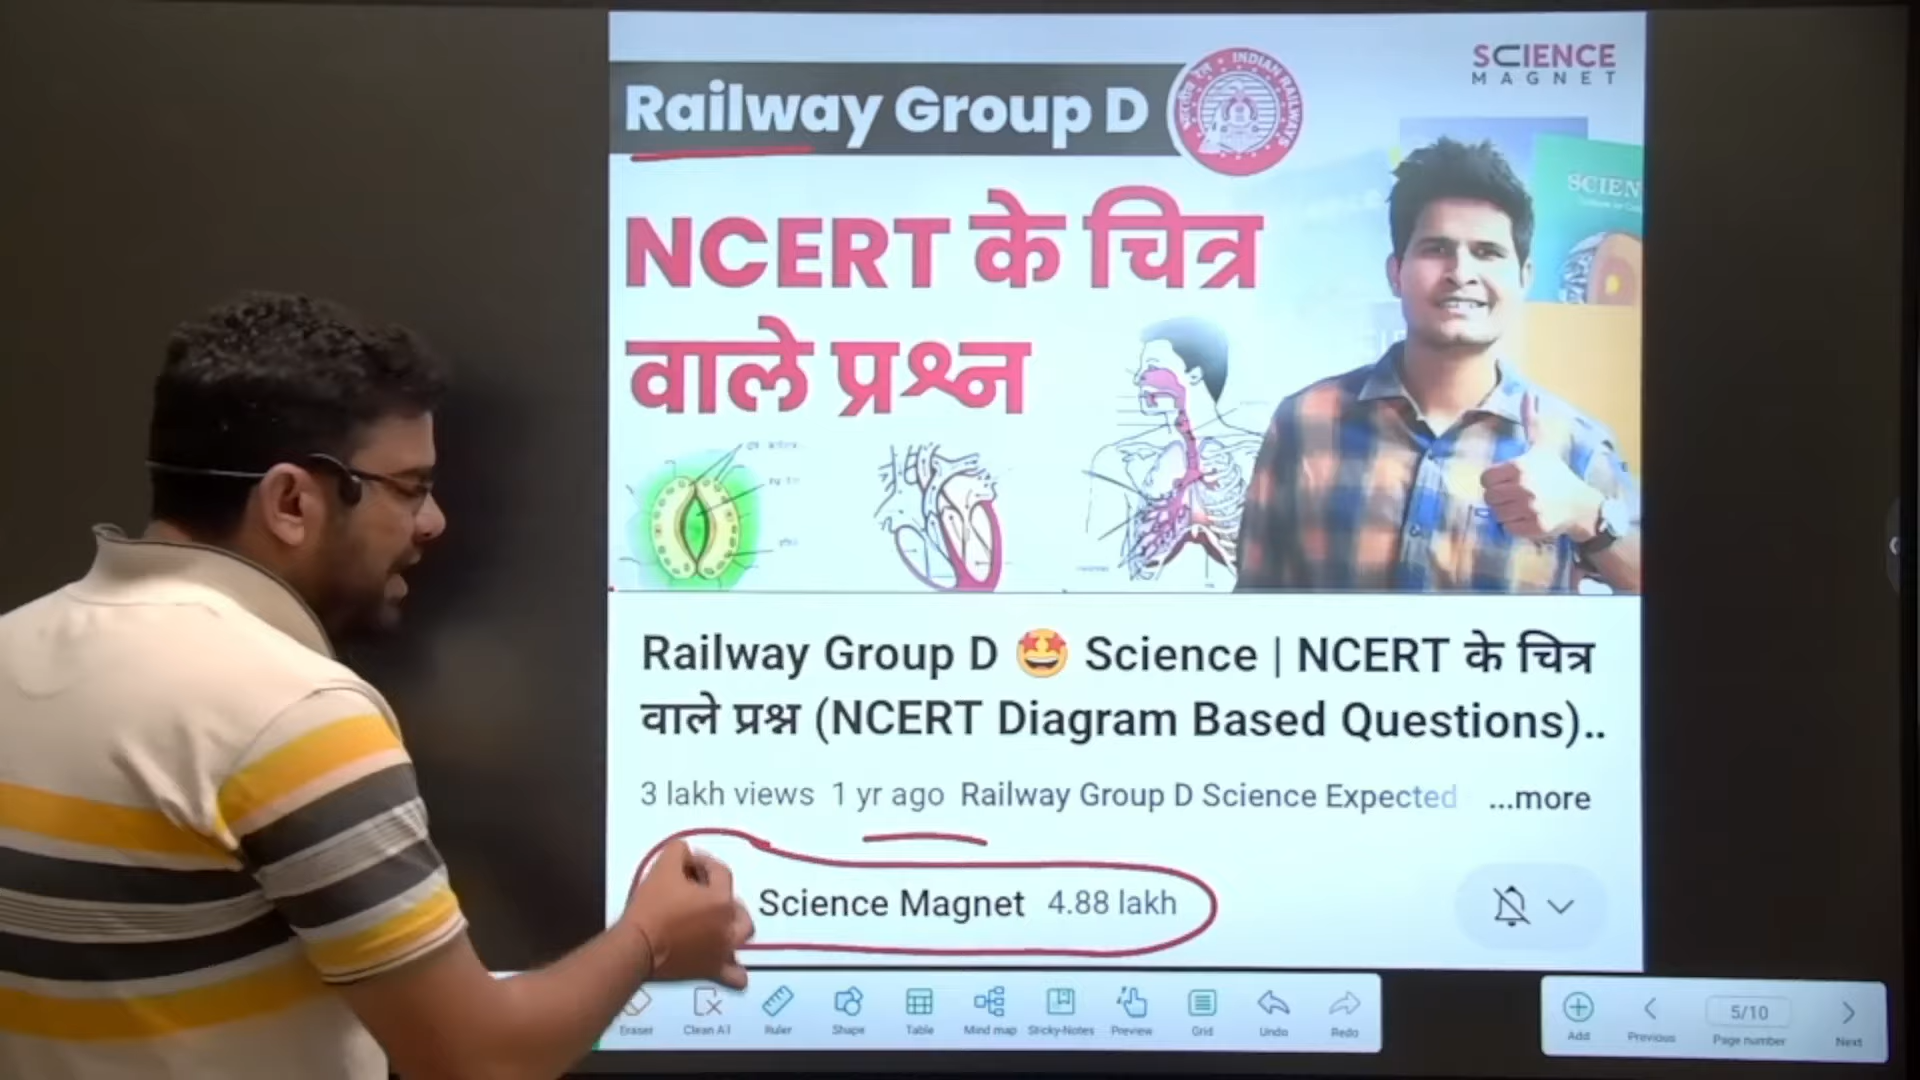 SCIENCE
MAGNET
Railway Group D
INDIAN RAILWAYS
भारतीय रेल
SCIEN
NCERT के चित्र
वाले प्रश्न
Railway Group D 🤩 Science | NCERT के चित्र
वाले प्रश्न (NCERT Diagram Based Questions)..
3 lakh views 1 yr ago Railway Group D Science Expected ...more
Science Magnet 4.88 lakh
Eraser Clean All Ruler Shape Table Mind map Sticky-Notes Preview Grid Undo Redo
Add Previous 5/10 Page number Next